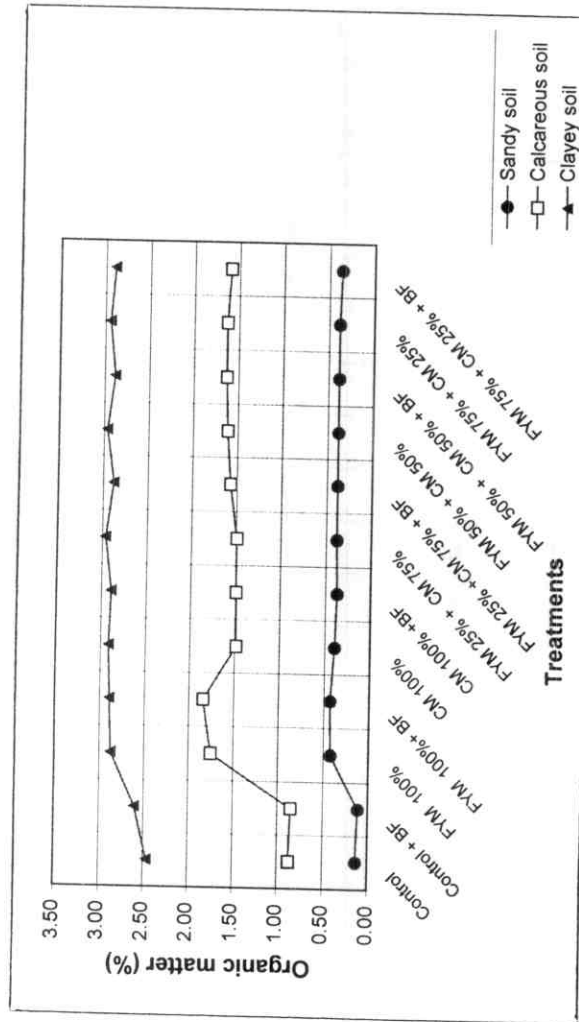 Organic matter (%)
3.50
3.00
2.50
2.00
1.50
1.00
0.50
0.00
Control
Control + BF
FYM 100%
FYM 100%+ BF
CM 100%
CM 100% +BF
FYM 25% + CM 75%
FYM 25%+CM 75% + BF
FYM 50% + CM 50%
FYM 50% + CM 50% + BF
FYM 75% + CM 25%
FYM 75% + CM 25% + BF
Treatments
Sandy soil
Calcareous soil
Clayey soil